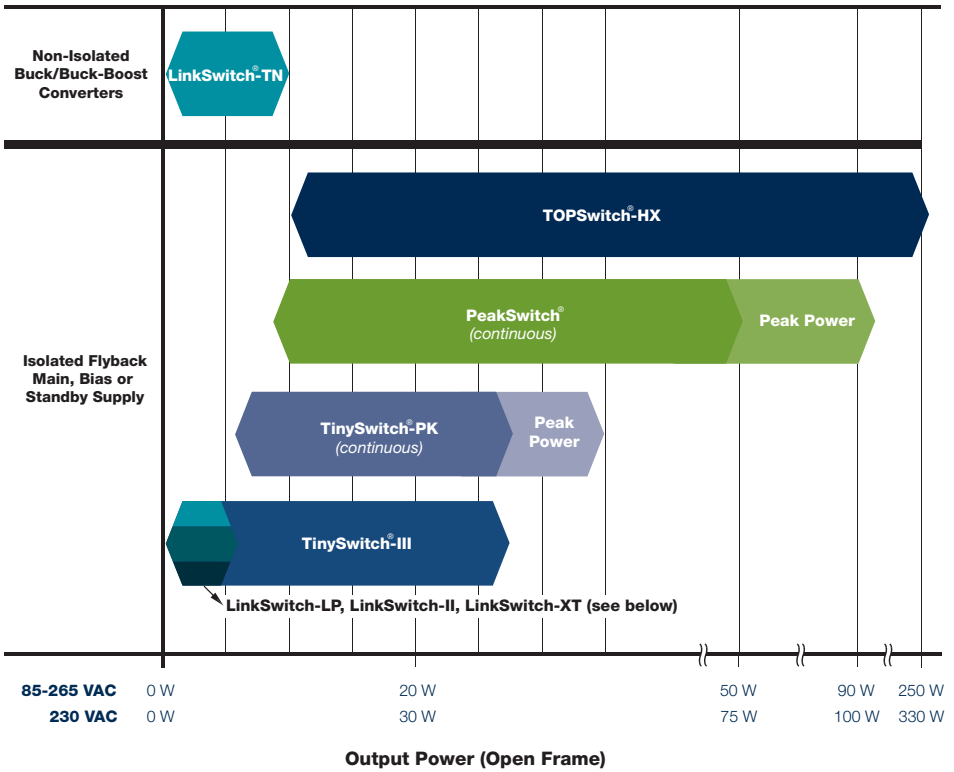 Non-Isolated
Buck/Buck-Boost
Converters
LinkSwitch®-TN
TOPSwitch®-HX
PeakSwitch®
(continuous)
Peak Power
Isolated Flyback
Main, Bias or
Standby Supply
TinySwitch®-PK
(continuous)
Peak
Power
TinySwitch®-III
LinkSwitch-LP, LinkSwitch-II, LinkSwitch-XT (see below)
85-265 VAC 0 W 20 W 50 W 90 W 250 W
230 VAC 0 W 30 W 75 W 100 W 330 W
Output Power (Open Frame)